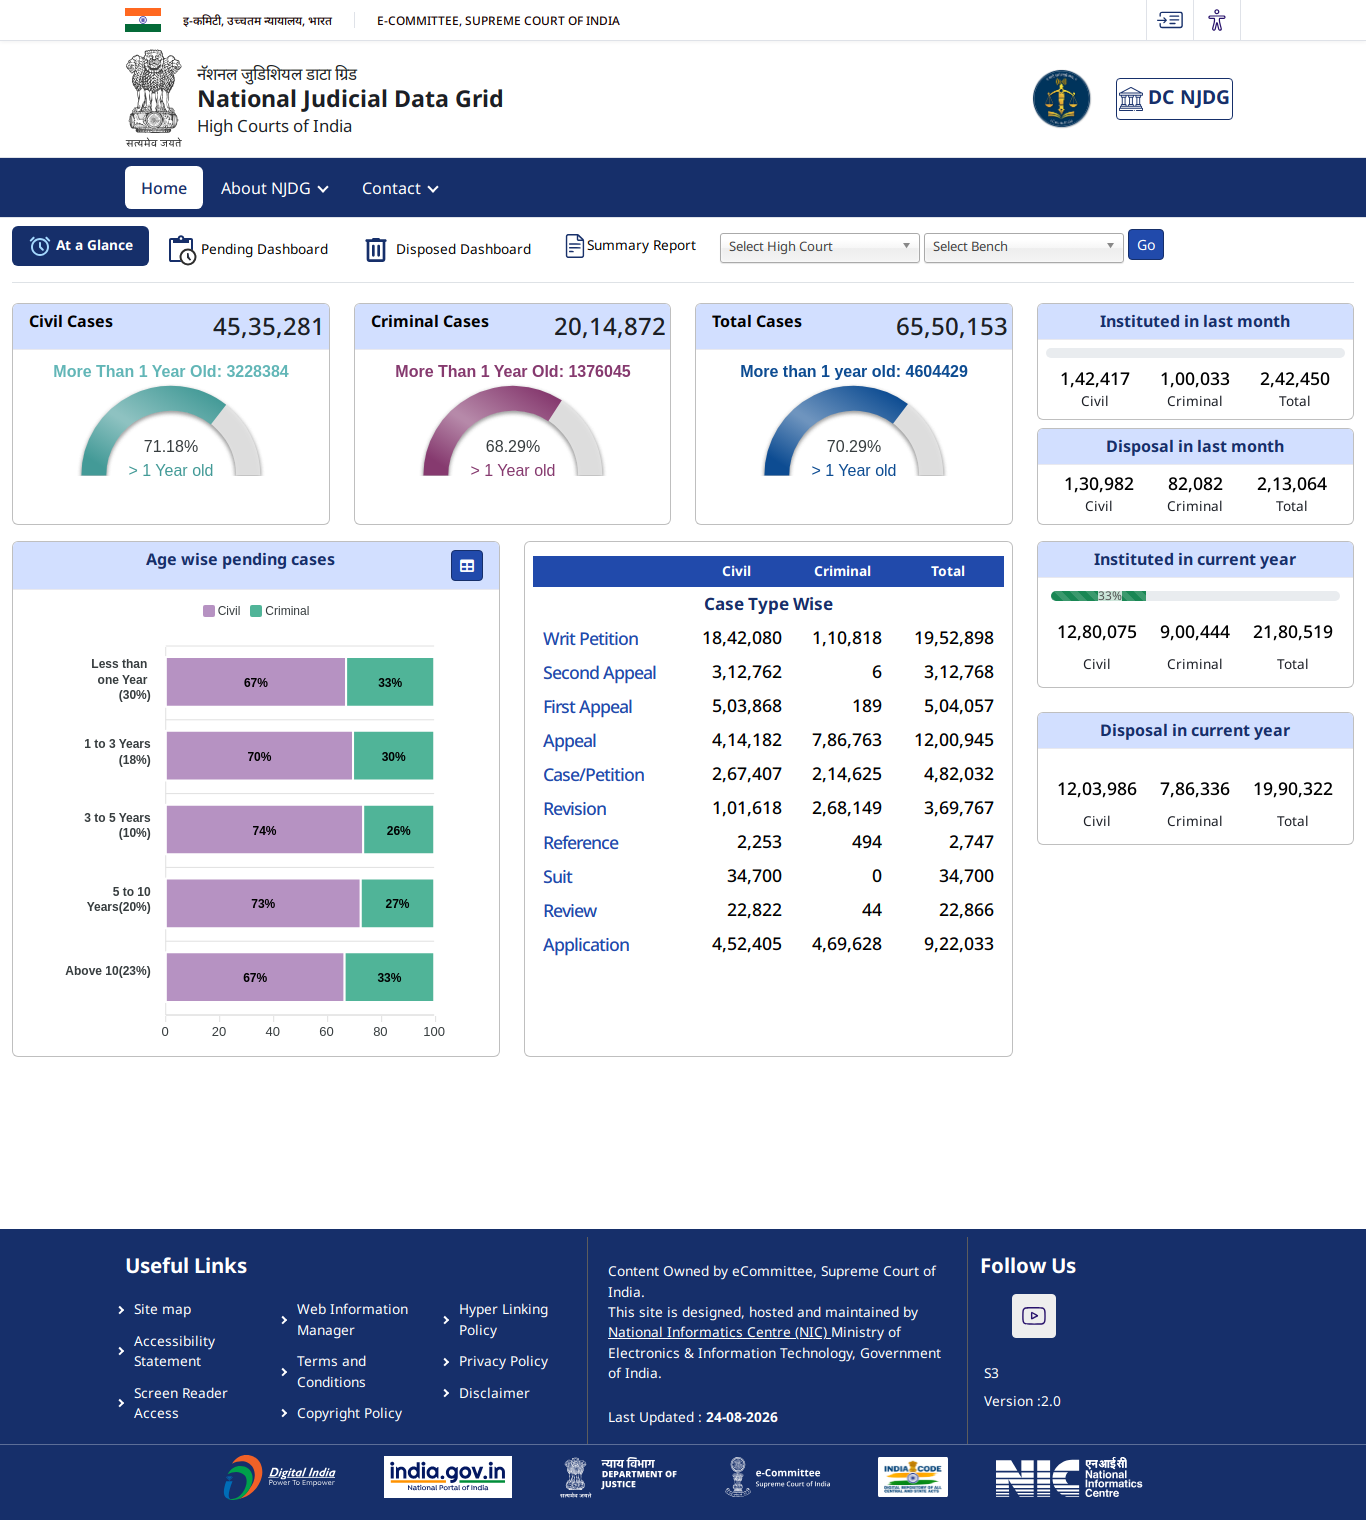 इ-कमिटी, उच्चतम न्यायालय, भारत
E-COMMITTEE, SUPREME COURT OF INDIA
नॅशनल जुडिशियल डाटा ग्रिड
National Judicial Data Grid
High Courts of India
सत्यमेव जयते
DC NJDG
Home
About NJDG
Contact
At a Glance
Pending Dashboard
Disposed Dashboard
Summary Report
Select High Court
Select Bench
Go
Civil Cases 45,35,281
More Than 1 Year Old: 3228384
71.18%
> 1 Year old
Criminal Cases 20,14,872
More Than 1 Year Old: 1376045
68.29%
> 1 Year old
Total Cases 65,50,153
More than 1 year old: 4604429
70.29%
> 1 Year old
Instituted in last month
1,42,417 1,00,033 2,42,450
Civil Criminal Total
Disposal in last month
1,30,982 82,082 2,13,064
Civil Criminal Total
Age wise pending cases
Civil Criminal
Less than
one Year
(30%)
67% 33%
1 to 3 Years
(18%)
70% 30%
3 to 5 Years
(10%)
74% 26%
5 to 10
Years(20%)
73% 27%
Above 10(23%)
67% 33%
0 20 40 60 80 100
Civil Criminal Total
Case Type Wise
Writ Petition 18,42,080 1,10,818 19,52,898
Second Appeal 3,12,762 6 3,12,768
First Appeal 5,03,868 189 5,04,057
Appeal 4,14,182 7,86,763 12,00,945
Case/Petition 2,67,407 2,14,625 4,82,032
Revision 1,01,618 2,68,149 3,69,767
Reference 2,253 494 2,747
Suit 34,700 0 34,700
Review 22,822 44 22,866
Application 4,52,405 4,69,628 9,22,033
Instituted in current year
33%
12,80,075 9,00,444 21,80,519
Civil Criminal Total
Disposal in current year
12,03,986 7,86,336 19,90,322
Civil Criminal Total
Useful Links
Site map
Accessibility
Statement
Screen Reader
Access
Web Information
Manager
Terms and
Conditions
Copyright Policy
Hyper Linking
Policy
Privacy Policy
Disclaimer
Content Owned by eCommittee, Supreme Court of
India.
This site is designed, hosted and maintained by
National Informatics Centre (NIC) Ministry of
Electronics & Information Technology, Government
of India.
Last Updated : 24-08-2026
Follow Us
S3
Version :2.0
Digital India
Power To Empower
india.gov.in
National Portal of India
सत्यमेव जयते
न्याय विभाग
DEPARTMENT OF
JUSTICE
e-Committee
Supreme Court of India
INDIA CODE
DIGITAL REPOSITORY OF ALL
CENTRAL AND STATE ACTS
NIC
एनआईसी
National
Informatics
Centre